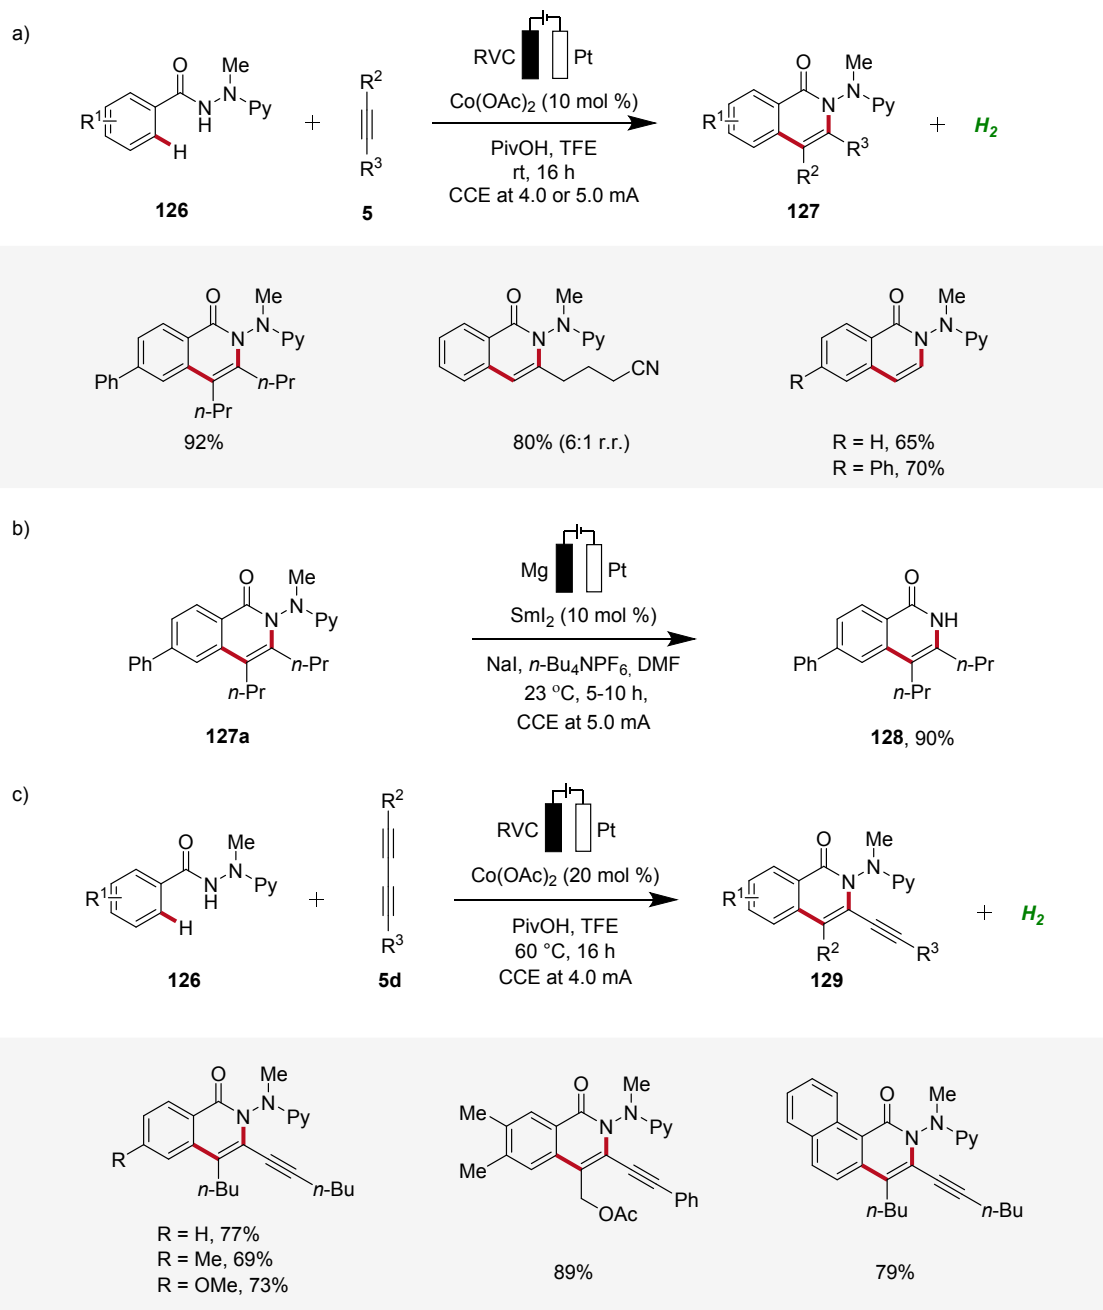 a)
RVC Pt
O Me
N N
H Py
R¹
H
126
+
R²
R³
5
Co(OAc)₂ (10 mol %)
PivOH, TFE
rt, 16 h
CCE at 4.0 or 5.0 mA
O Me
N N
Py
R¹
R³
R²
127
+ H₂
O Me
N N
Py
Ph
n-Pr
n-Pr
92%
O Me
N N
Py
CN
80% (6:1 r.r.)
O Me
N N
Py
R
R = H, 65%
R = Ph, 70%
b)
Mg Pt
O Me
N N
Py
Ph
n-Pr
n-Pr
127a
SmI₂ (10 mol %)
NaI, n-Bu₄NPF₆, DMF
23 °C, 5-10 h,
CCE at 5.0 mA
O
NH
Ph
n-Pr
n-Pr
128, 90%
c)
RVC Pt
O Me
N N
H Py
R¹
H
126
+
R²
R³
5d
Co(OAc)₂ (20 mol %)
PivOH, TFE
60 °C, 16 h
CCE at 4.0 mA
O Me
N N
Py
R¹
R² R³
129
+ H₂
O Me
N N
Py
R
n-Bu n-Bu
R = H, 77%
R = Me, 69%
R = OMe, 73%
O Me
Me N N
Py
Me
Ph
OAc
89%
O Me
N N
Py
n-Bu n-Bu
79%